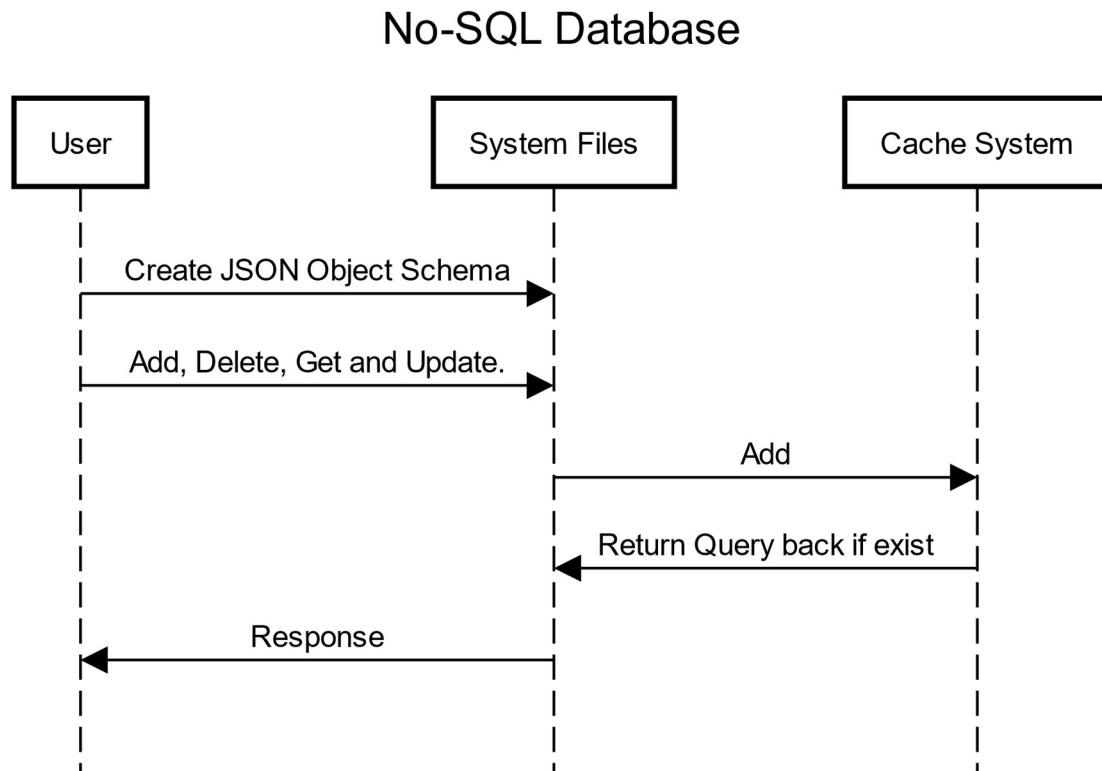 No-SQL Database
User
System Files
Cache System
Create JSON Object Schema
Add, Delete, Get and Update.
Add
Return Query back if exist
Response